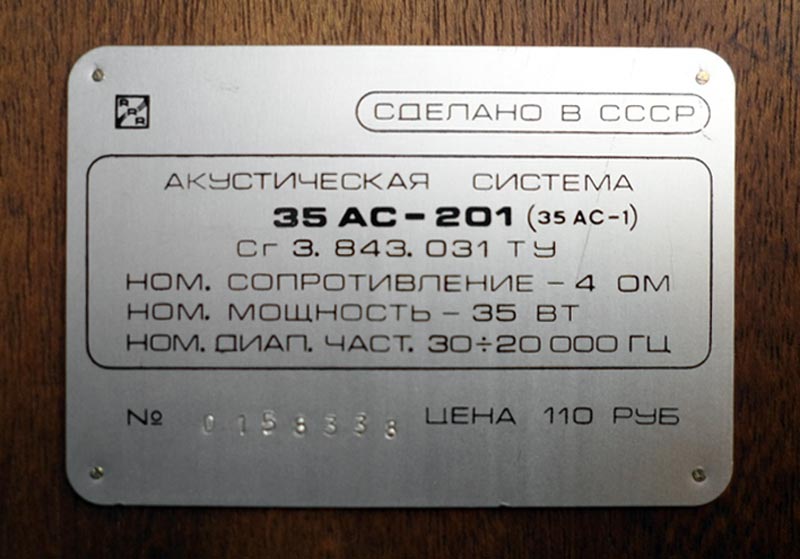 СДЕЛАНО В СССР
АКУСТИЧЕСКАЯ СИСТЕМА
35 АС-201 (35 АС-1)
Сг 3. 843. 031 ТУ
НОМ. СОПРОТИВЛЕНИЕ - 4 ОМ
НОМ. МОЩНОСТЬ - 35 ВТ
НОМ. ДИАП. ЧАСТ. 30÷20 000 ГЦ
№
ЦЕНА 110 РУБ